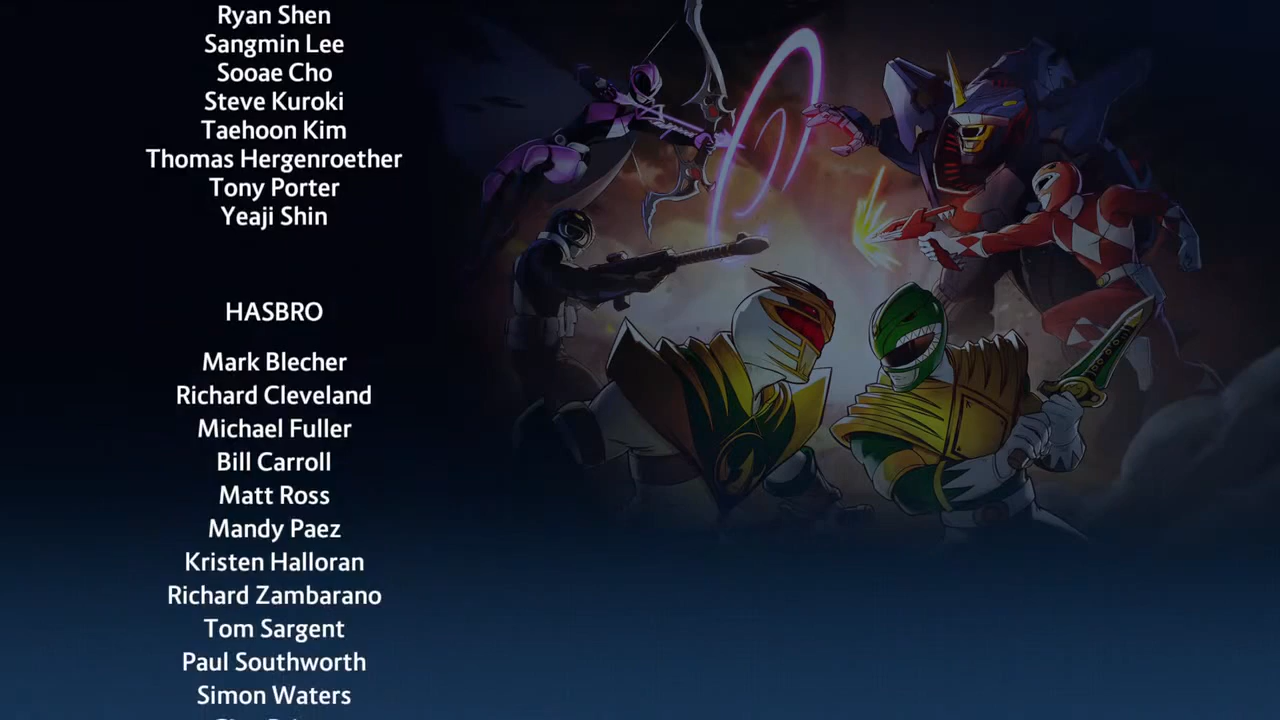 Ryan Shen
Sangmin Lee
Sooae Cho
Steve Kuroki
Taehoon Kim
Thomas Hergenroether
Tony Porter
Yeaji Shin
HASBRO
Mark Blecher
Richard Cleveland
Michael Fuller
Bill Carroll
Matt Ross
Mandy Paez
Kristen Halloran
Richard Zambarano
Tom Sargent
Paul Southworth
Simon Waters